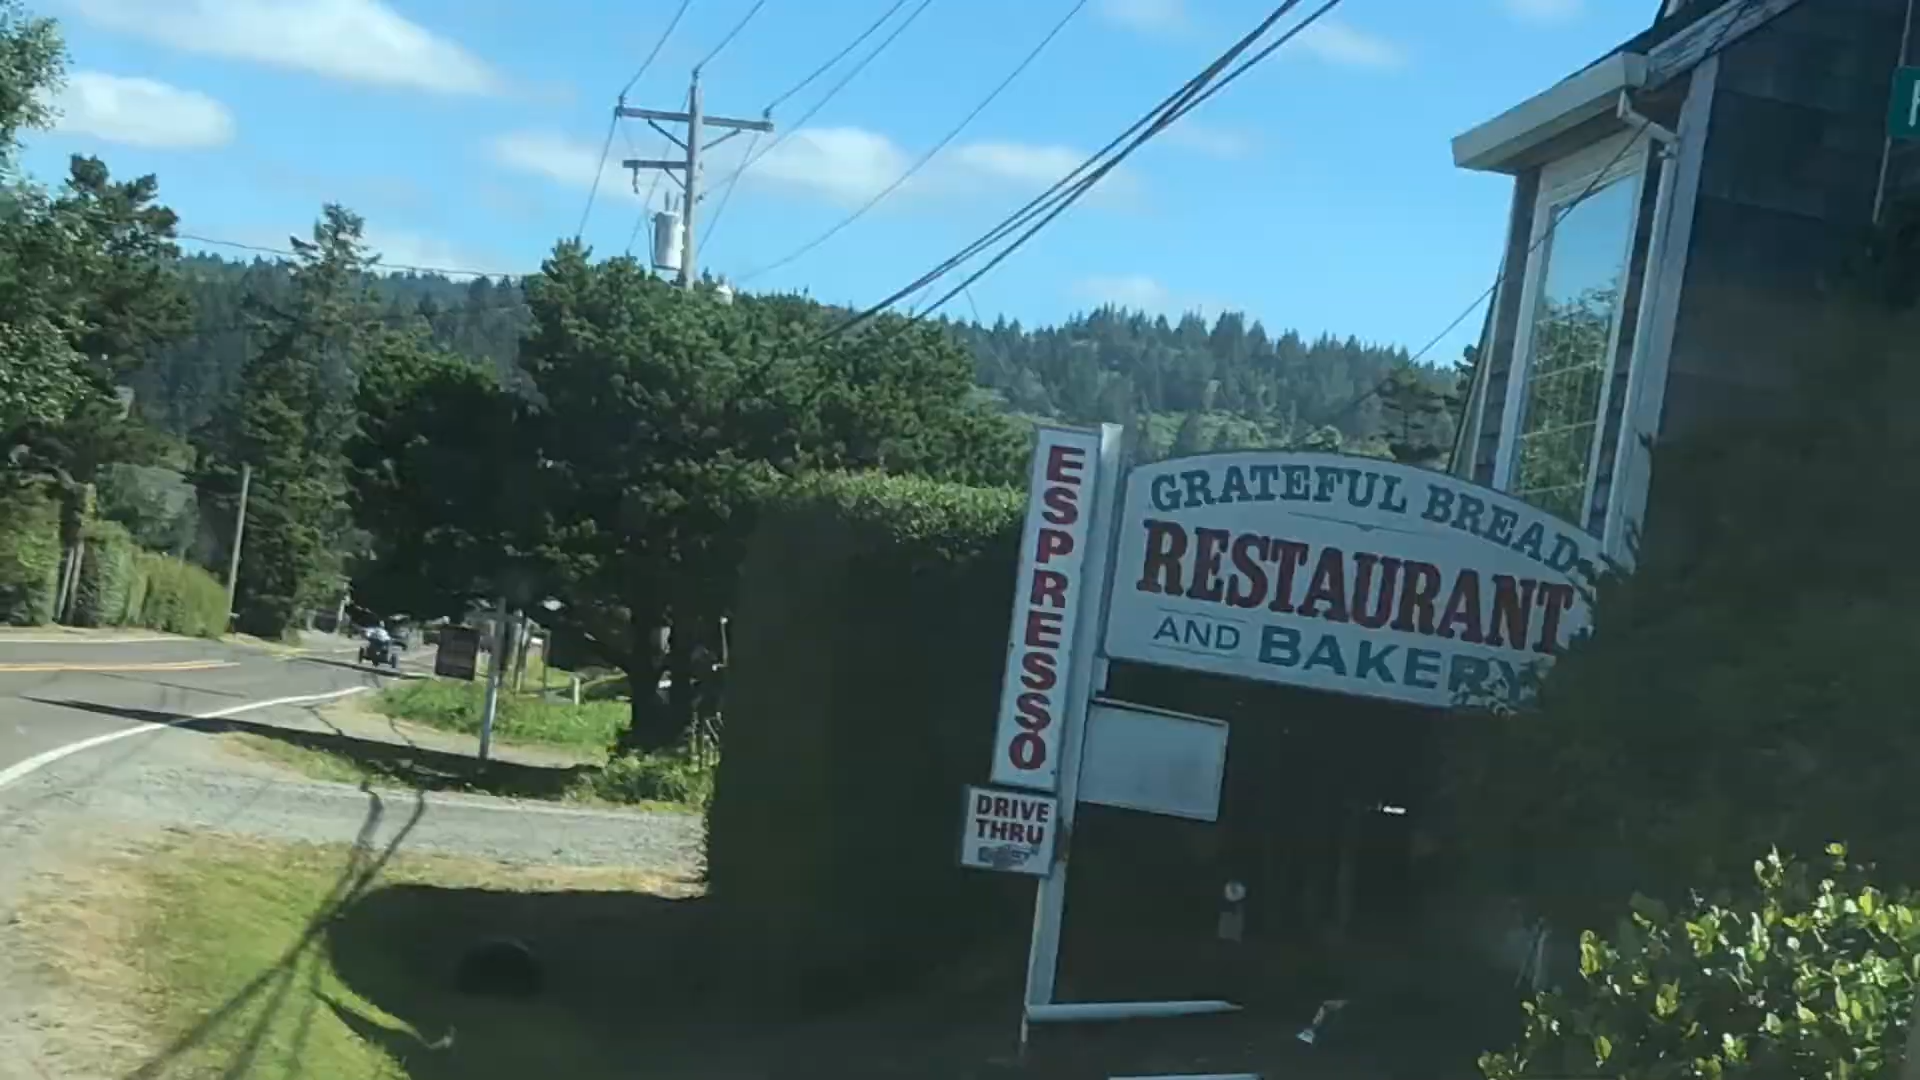 ESPRESSO
DRIVE
THRU
GRATEFUL BREAD
RESTAURANT
AND BAKERY